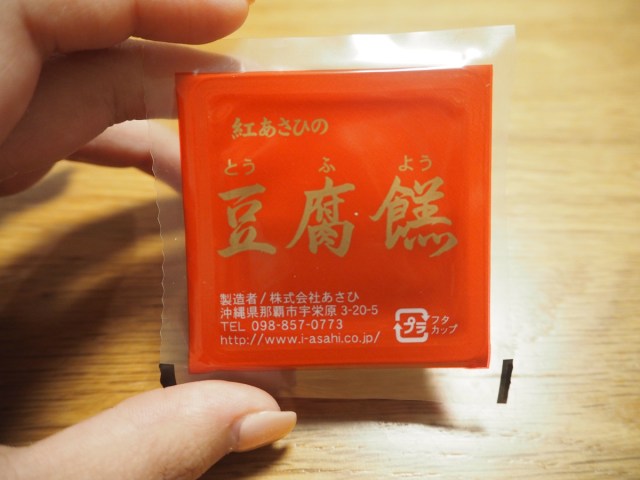 紅あさひの
とう ふ よう
豆腐餻
製造者/株式会社あさひ
沖縄県那覇市宇栄原3-20-5
TEL 098-857-0773
http://www.i-asahi.co.jp/
プラ
フタ
カップ